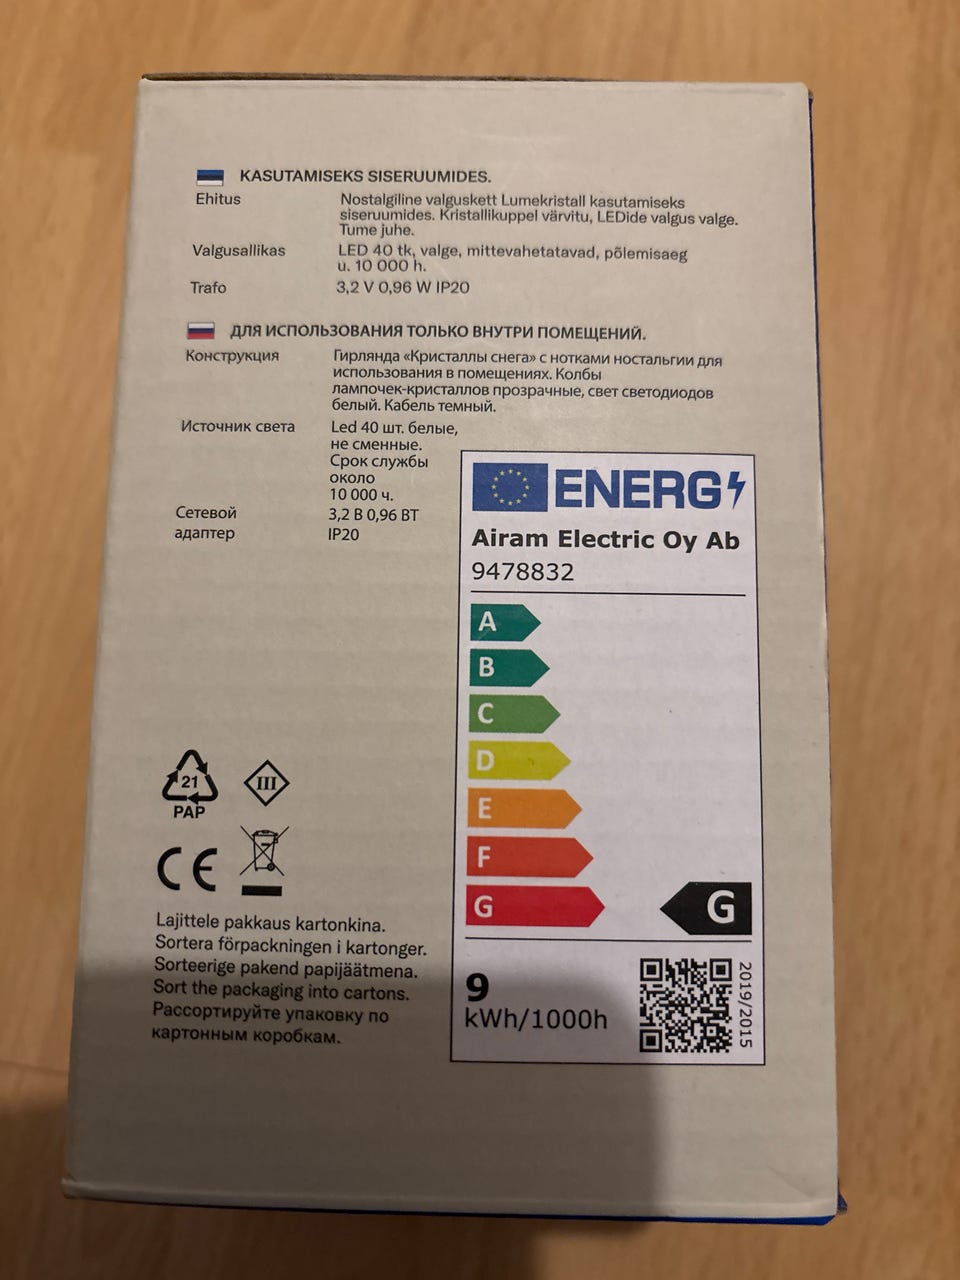 KASUTAMISEKS SISERUUMIDES.
Ehitus
Nostalgiline valguskett Lumekristall kasutamiseks
siseruumides. Kristallikuppel värvitu, LEDide valgus valge.
Tume juhe.
Valgusallikas
LED 40 tk, valge, mittevahetatavad, põlemisaeg
u. 10 000 h.
Trafo
3,2 V 0,96 W IP20
ДЛЯ ИСПОЛЬЗОВАНИЯ ТОЛЬКО ВНУТРИ ПОМЕЩЕНИЙ.
Конструкция
Гирлянда «Кристаллы снега» с нотками ностальгии для
использования в помещениях. Колбы
лампочек-кристаллов прозрачные, свет светодиодов
белый. Кабель темный.
Источник света
Led 40 шт. белые,
не сменные.
Срок службы
около
10 000 ч.
Сетевой
адаптер
3,2 В 0,96 ВТ
IP20
ENERG
Airam Electric Oy Ab
9478832
A
B
C
D
E
F
G
G
9
kWh/1000h
2019/2015
21
PAP
III
CE
Lajittele pakkaus kartonkina.
Sortera förpackningen i kartonger.
Sorteerige pakend papijäätmena.
Sort the packaging into cartons.
Рассортируйте упаковку по
картонным коробкам.